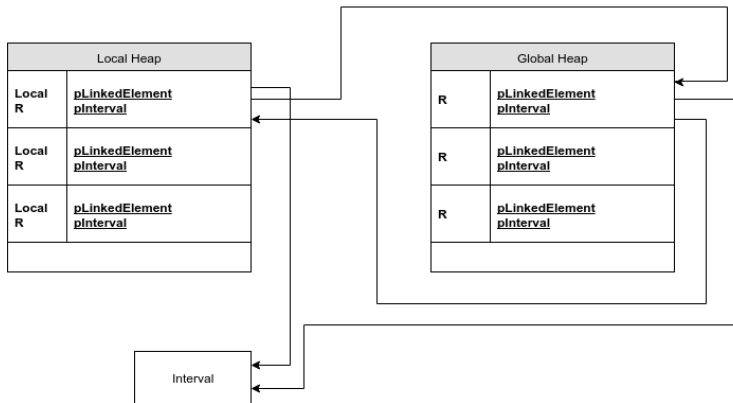 Local Heap
Local
R
pLinkedElement
pInterval
Local
R
pLinkedElement
pInterval
Local
R
pLinkedElement
pInterval
Global Heap
R
pLinkedElement
pInterval
R
pLinkedElement
pInterval
R
pLinkedElement
pInterval
Interval